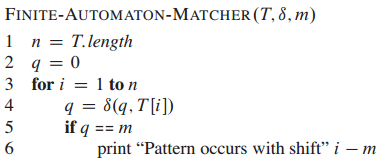 FINITE-AUTOMATON-MATCHER(T, δ, m)
1 n = T.length
2 q = 0
3 for i = 1 to n
4 q = δ(q, T[i])
5 if q == m
6 print “Pattern occurs with shift” i − m